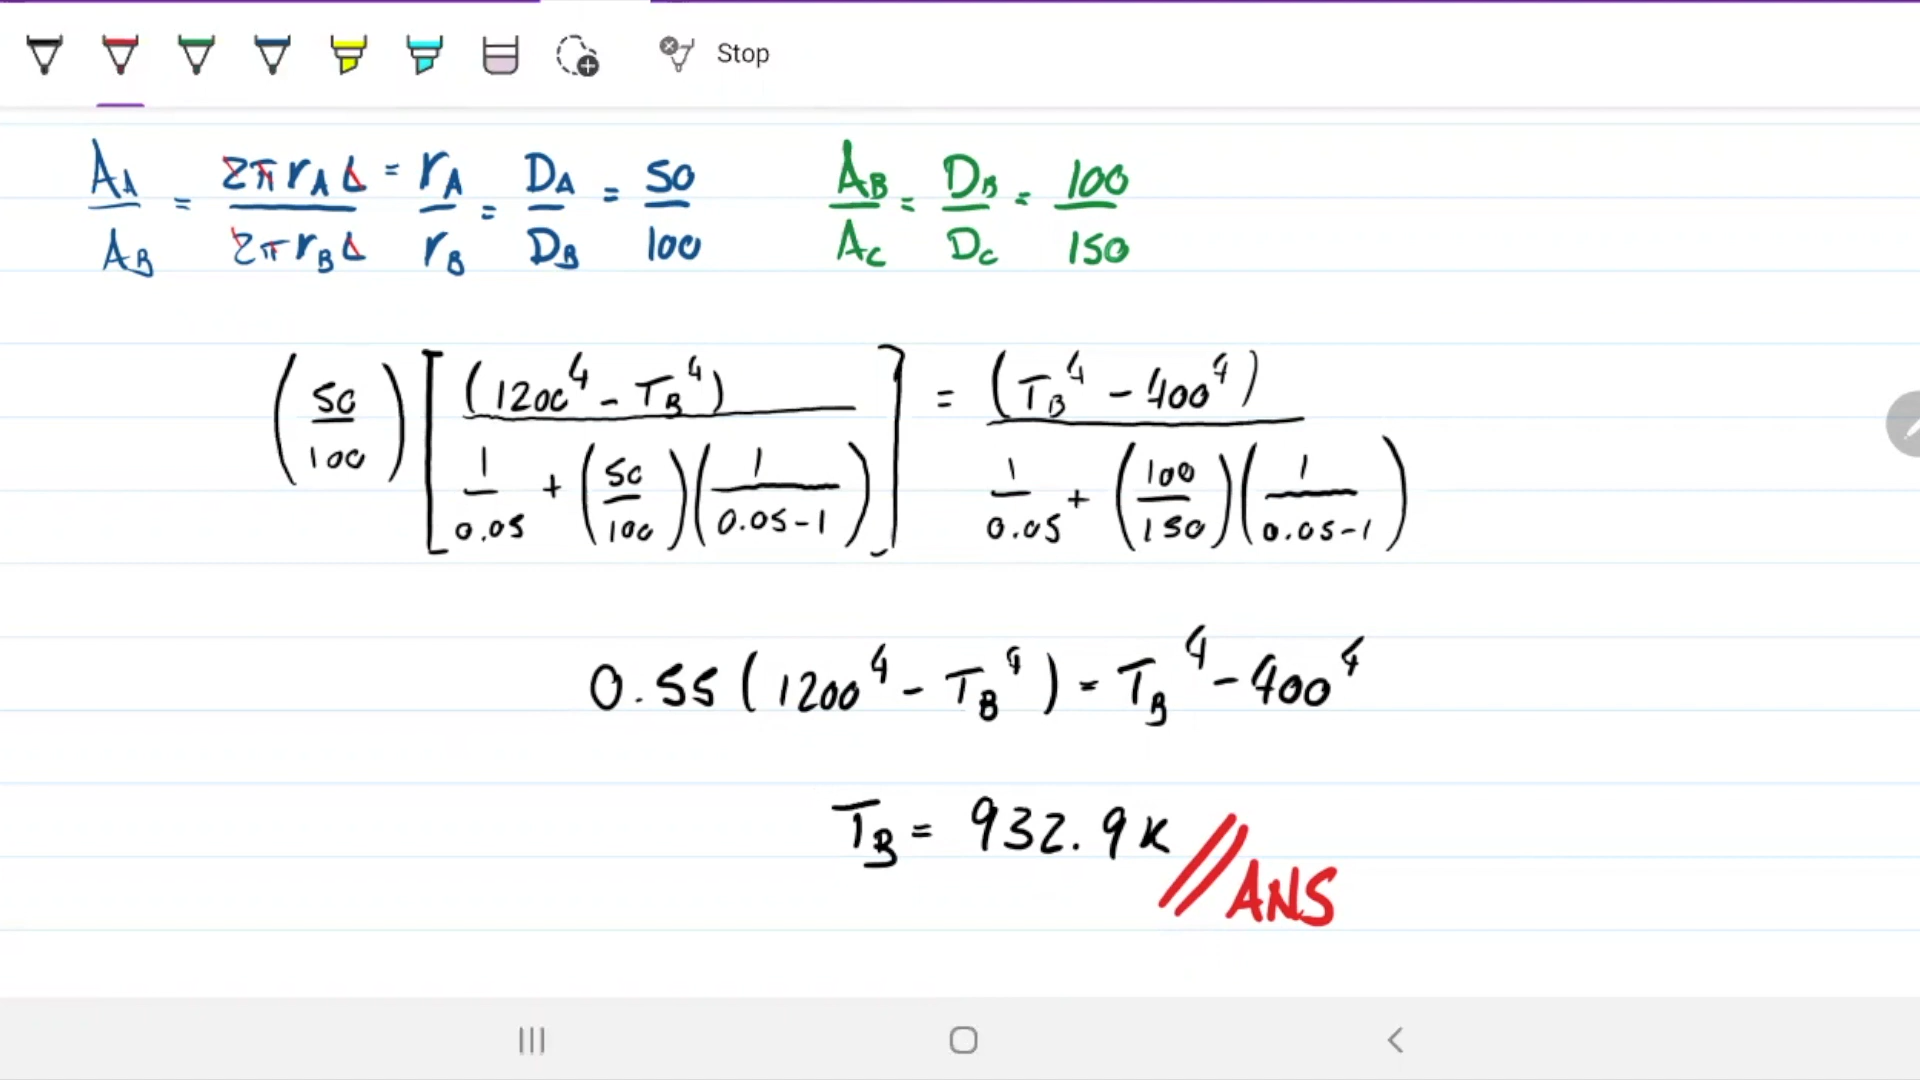 Stop
A_A / A_B = 2πr_A L / 2πr_B L = r_A / r_B = D_A / D_B = 50 / 100    A_B / A_C = D_B / D_C = 100 / 150
(50/100) [ (1200^4 - T_B^4) / ( 1/0.05 + (50/100)(1/0.05-1) ) ] = (T_B^4 - 400^4) / ( 1/0.05 + (100/150)(1/0.05-1) )
0.55 (1200^4 - T_B^4) = T_B^4 - 400^4
T_B = 932.9 K // ANS